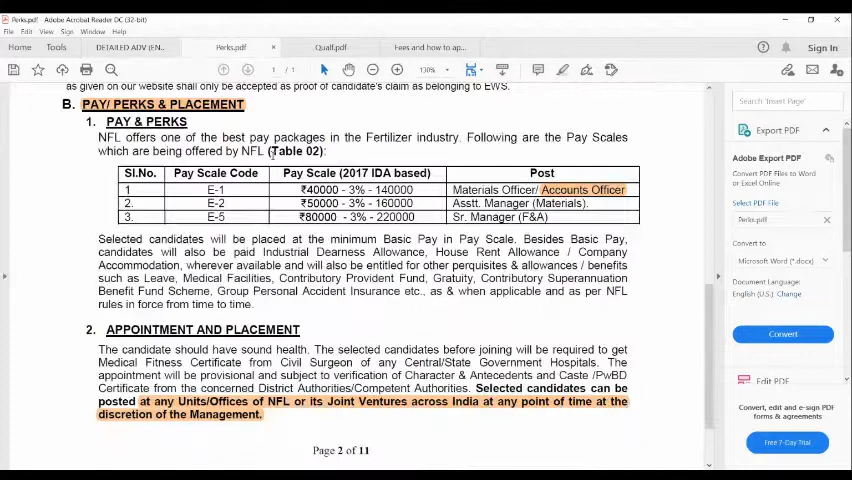 Perks.pdf - Adobe Acrobat Reader DC (32-bit)
File Edit View Sign Window Help
Home Tools DETAILED ADV (EN... Perks.pdf × Qualf.pdf Fees and how to ap... Sign In
1 / 1 130%
as given on our website shall only be accepted as proof of candidate's claim as belonging to EWS.
B. PAY/ PERKS & PLACEMENT
1. PAY & PERKS
NFL offers one of the best pay packages in the Fertilizer industry. Following are the Pay Scales
which are being offered by NFL (Table 02):
Sl.No. Pay Scale Code Pay Scale (2017 IDA based) Post
1 E-1 ₹40000 - 3% - 140000 Materials Officer/ Accounts Officer
2. E-2 ₹50000 - 3% - 160000 Asstt. Manager (Materials).
3. E-5 ₹80000 - 3% - 220000 Sr. Manager (F&A)
Selected candidates will be placed at the minimum Basic Pay in Pay Scale. Besides Basic Pay,
candidates will also be paid Industrial Dearness Allowance, House Rent Allowance / Company
Accommodation, wherever available and will also be entitled for other perquisites & allowances / benefits
such as Leave, Medical Facilities, Contributory Provident Fund, Gratuity, Contributory Superannuation
Benefit Fund Scheme, Group Personal Accident Insurance etc., as & when applicable and as per NFL
rules in force from time to time.
2. APPOINTMENT AND PLACEMENT
The candidate should have sound health. The selected candidates before joining will be required to get
Medical Fitness Certificate from Civil Surgeon of any Central/State Government Hospitals. The
appointment will be provisional and subject to verification of Character & Antecedents and Caste /PwBD
Certificate from the concerned District Authorities/Competent Authorities. Selected candidates can be
posted at any Units/Offices of NFL or its Joint Ventures across India at any point of time at the
discretion of the Management.
Page 2 of 11
Search 'Insert Page'
Export PDF
Adobe Export PDF
Convert PDF Files to Word
or Excel Online
Select PDF File
Perks.pdf ×
Convert to
Microsoft Word (*.docx)
Document Language:
English (U.S.) Change
Convert
Edit PDF
Convert, edit and e-sign PDF
forms & agreements
Free 7-Day Trial